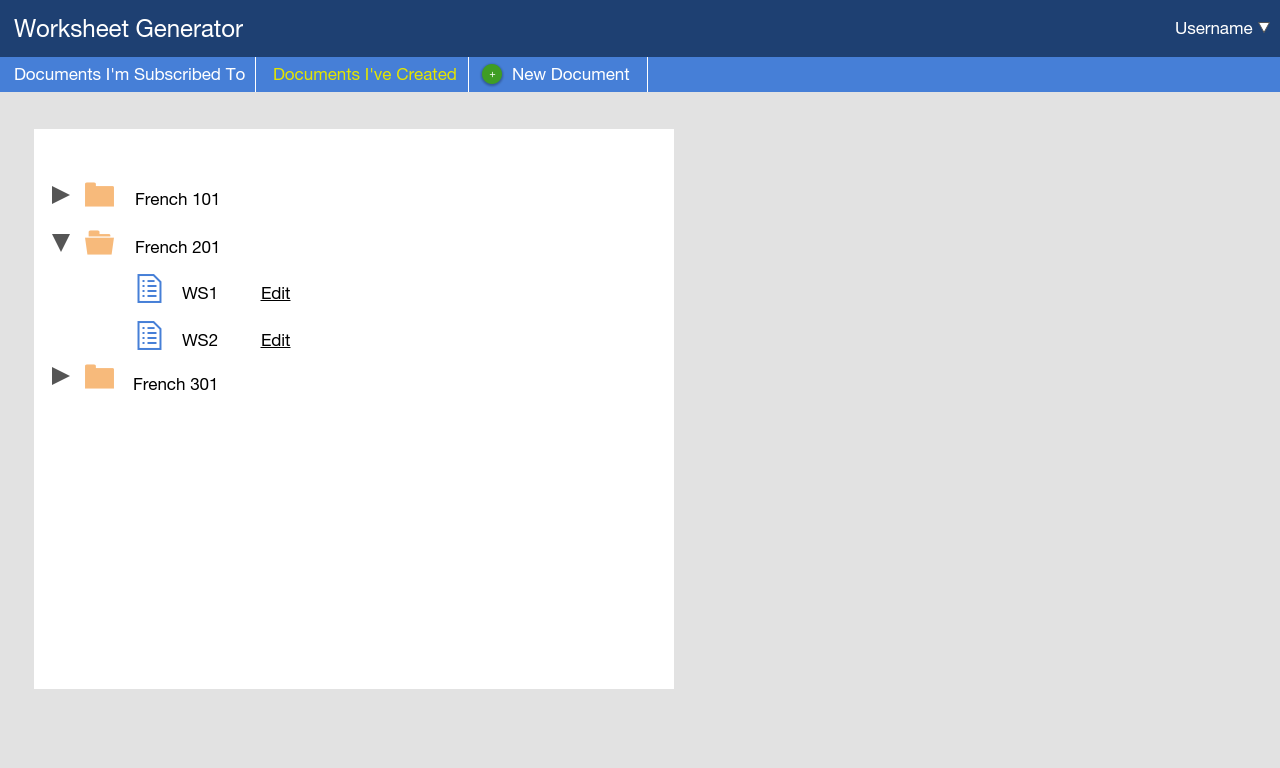 Worksheet Generator
Username
Documents I'm Subscribed To
Documents I've Created
New Document
French 101
French 201
WS1 Edit
WS2 Edit
French 301